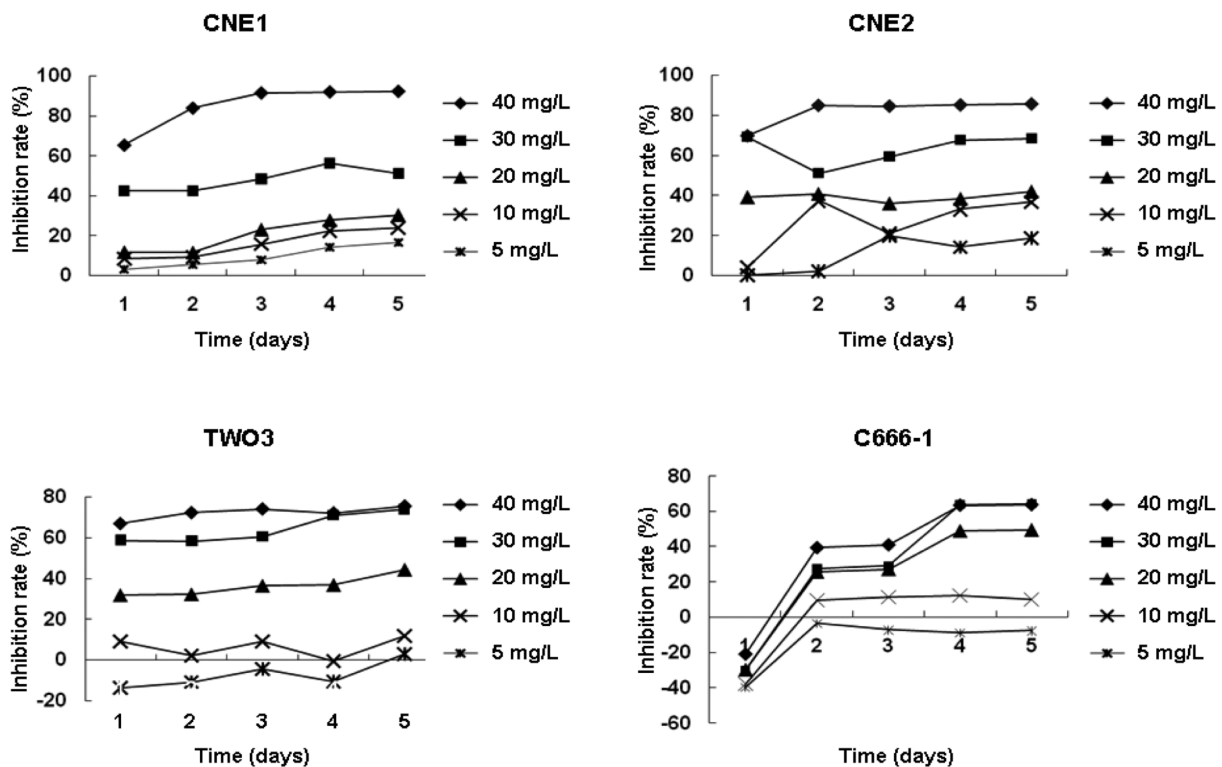 CNE1
Inhibition rate (%)
100
80
60
40
20
0
1 2 3 4 5
Time (days)
40 mg/L
30 mg/L
20 mg/L
10 mg/L
5 mg/L
CNE2
Inhibition rate (%)
100
80
60
40
20
0
1 2 3 4 5
Time (days)
40 mg/L
30 mg/L
20 mg/L
10 mg/L
5 mg/L
TWO3
Inhibition rate (%)
80
60
40
20
0
-20
1 2 3 4 5
Time (days)
40 mg/L
30 mg/L
20 mg/L
10 mg/L
5 mg/L
C666-1
Inhibition rate (%)
80
60
40
20
0
-20
-40
-60
1 2 3 4 5
Time (days)
40 mg/L
30 mg/L
20 mg/L
10 mg/L
5 mg/L